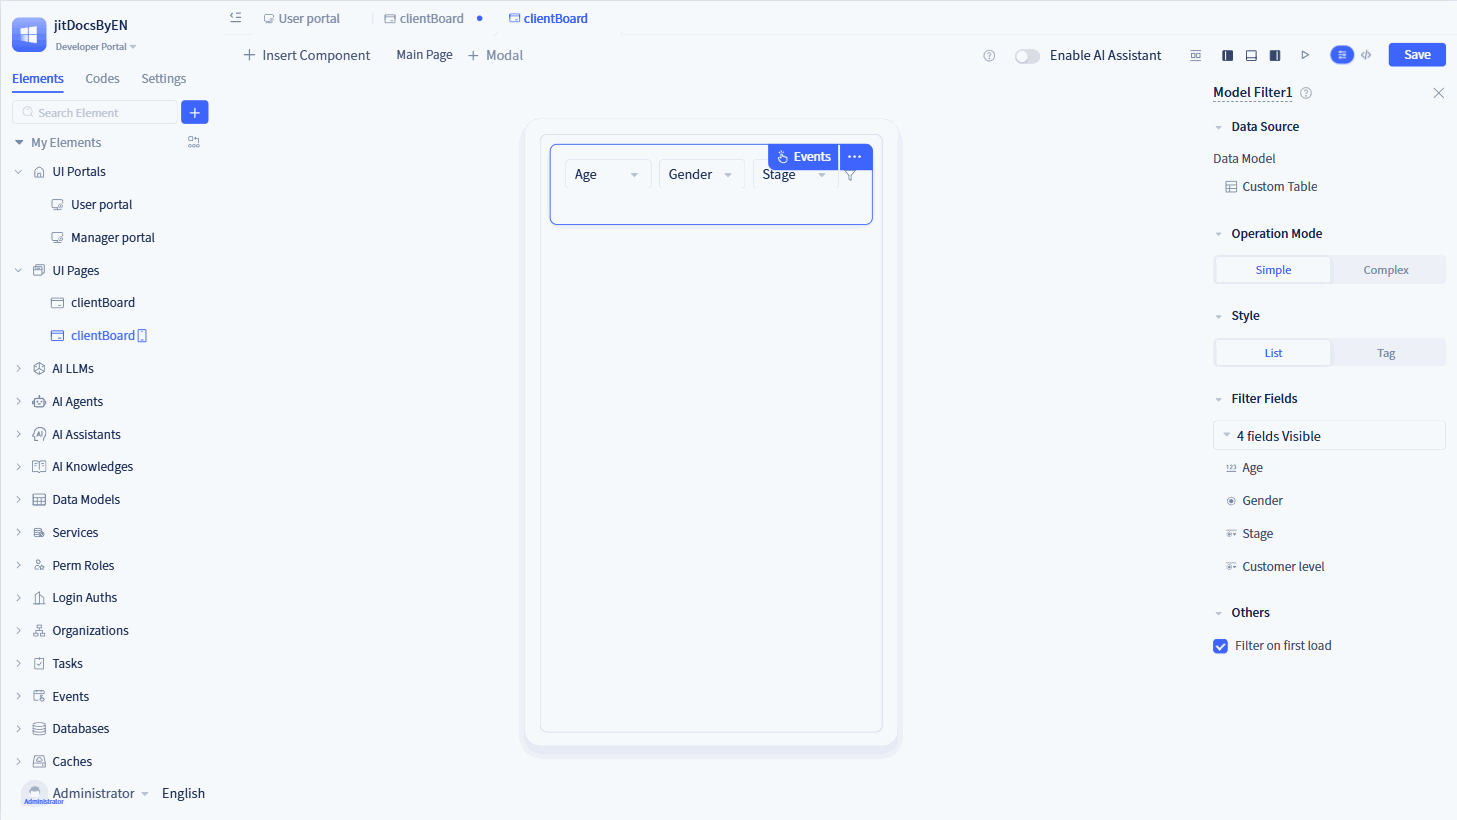 jitDocsByEN
Developer Portal
Elements Codes Settings
Search Element
My Elements
UI Portals
User portal
Manager portal
UI Pages
clientBoard
clientBoard
AI LLMs
AI Agents
AI Assistants
AI Knowledges
Data Models
Services
Perm Roles
Login Auths
Organizations
Tasks
Events
Databases
Caches
Administrator
Administrator English
User portal clientBoard clientBoard
Insert Component Main Page Modal
Enable AI Assistant
Save
Events
Age Gender Stage
Model Filter1
Data Source
Data Model
Custom Table
Operation Mode
Simple Complex
Style
List Tag
Filter Fields
4 fields Visible
Age
Gender
Stage
Customer level
Others
Filter on first load